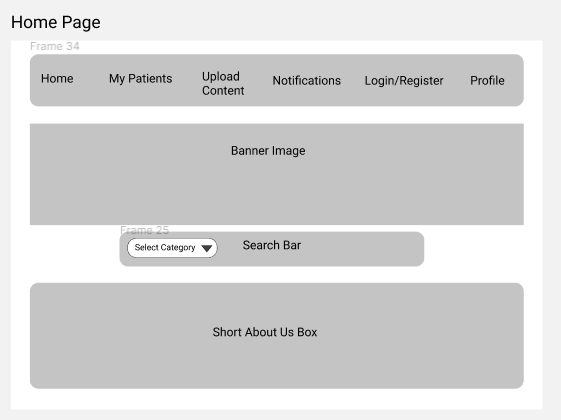 Home Page
Frame 34
Home
My Patients
Upload
Content
Notifications
Login/Register
Profile
Banner Image
Frame 25
Select Category
Search Bar
Short About Us Box